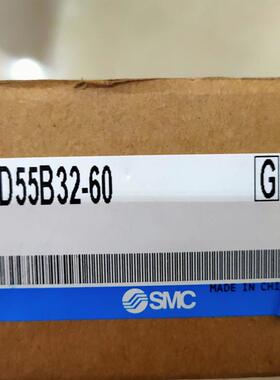 D55B32-60
G
SMC
MADE IN CHI